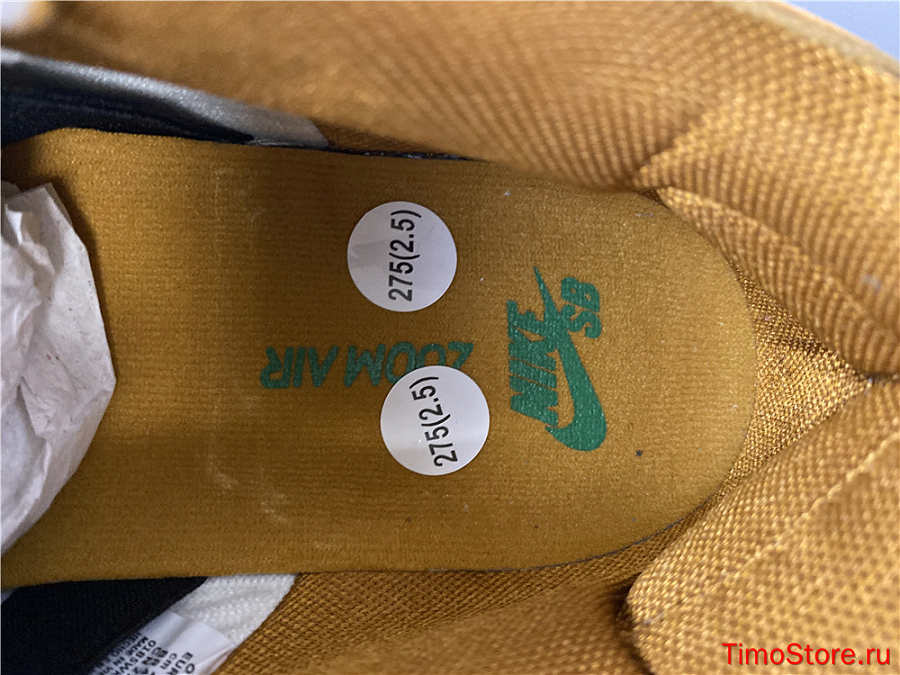 275(2.5)
275(2.5)
ZOOM AIR
NIKE
SB
TimoStore.ru